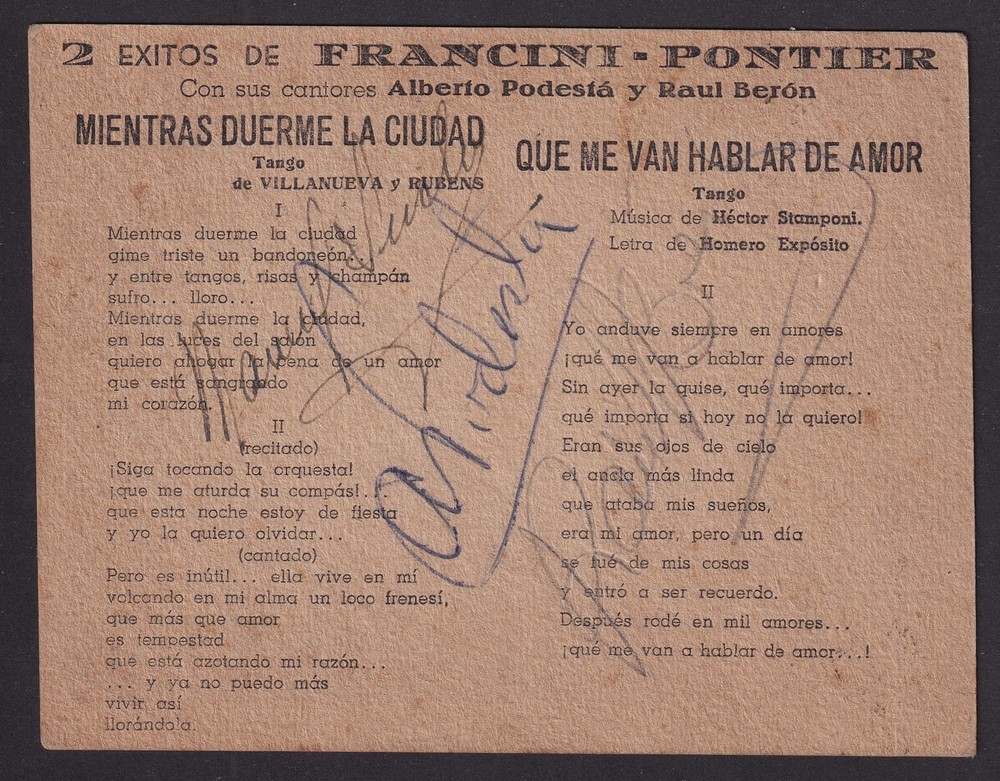 2 EXITOS DE FRANCINI - PONTIER
Con sus cantores Alberto Podestá y Raul Berón
MIENTRAS DUERME LA CIUDAD
Tango
de VILLANUEVA y RUBENS
I
Mientras duerme la ciudad
gime triste un bandoneón...
y entre tangos, risas y champán
sufro... lloro...
Mientras duerme la ciudad,
en las luces del salón
quiero ahogar la pena de un amor
que está sangrando
mi corazón.
II
(recitado)
¡Siga tocando la orquesta!
¡que me aturda su compás!...
que esta noche estoy de fiesta
y yo la quiero olvidar...
(cantado)
Pero es inútil... ella vive en mí
volcando en mi alma un loco frenesí,
que más que amor
es tempestad
que está azotando mi razón...
... y ya no puedo más
vivir así
llorándola.
QUE ME VAN HABLAR DE AMOR
Tango
Música de Héctor Stamponi.
Letra de Homero Expósito
II
Yo anduve siempre en amores
¡qué me van a hablar de amor!
Sin ayer la quise, qué importa...
qué importa si hoy no la quiero!
Eran sus ojos de cielo
el ancla más linda
que ataba mis sueños,
era mi amor, pero un día
se fué de mis cosas
y entró a ser recuerdo.
Después rodé en mil amores...
¡qué me van a hablar de amor...!
A Podestá